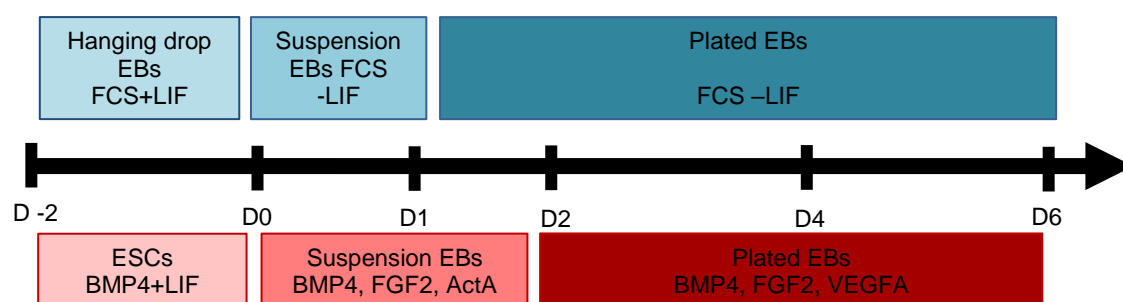 Hanging drop
EBs
FCS+LIF
Suspension
EBs FCS
-LIF
Plated EBs
FCS –LIF
D -2
D0
D1
D2
D4
D6
ESCs
BMP4+LIF
Suspension EBs
BMP4, FGF2, ActA
Plated EBs
BMP4, FGF2, VEGFA